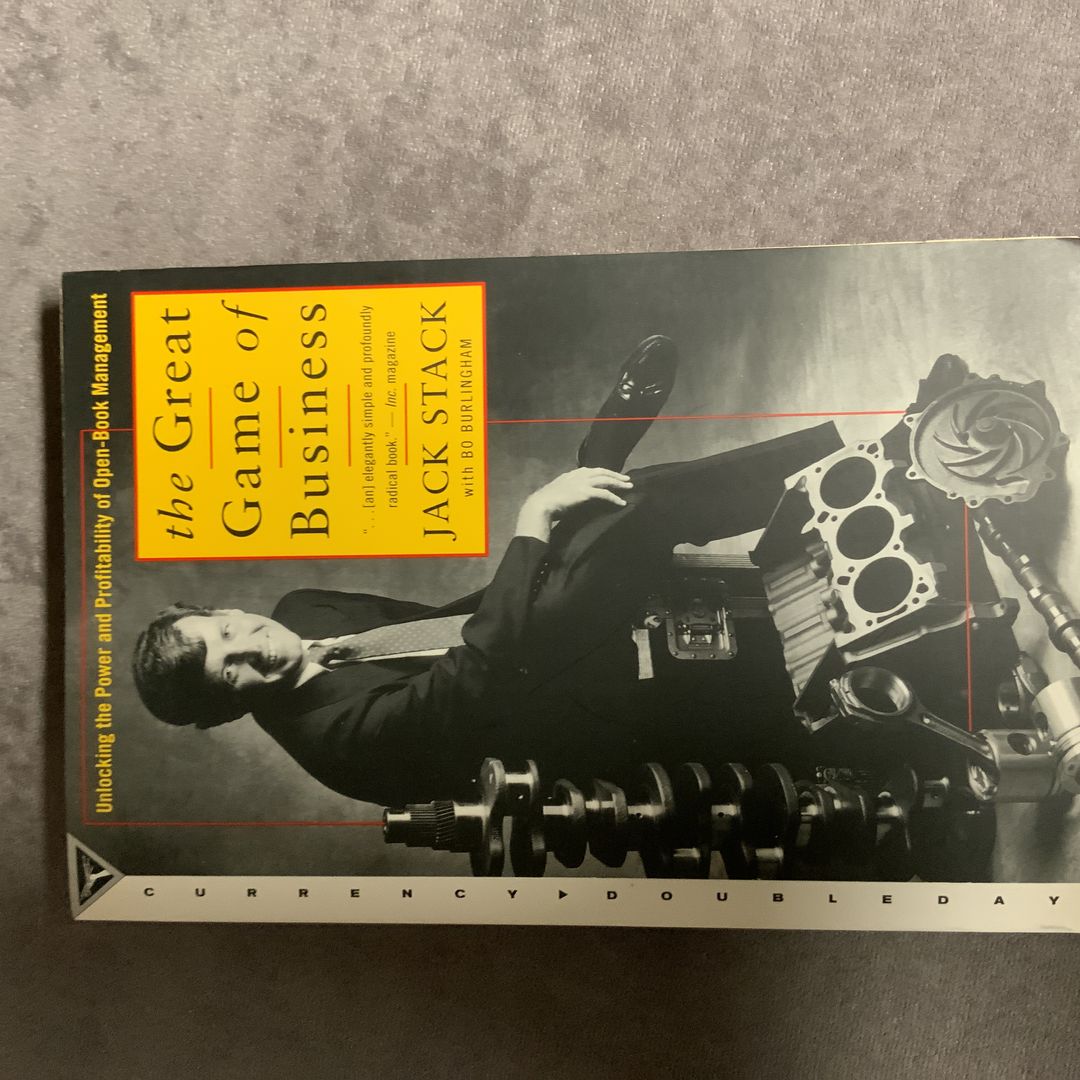 Unlocking the Power and Profitability of Open-Book Management
the Great
Game of
Business
"...[an] elegantly simple and profoundly
radical book." —Inc. magazine
JACK STACK
with BO BURLINGHAM
CURRENCY ▶ DOUBLEDAY